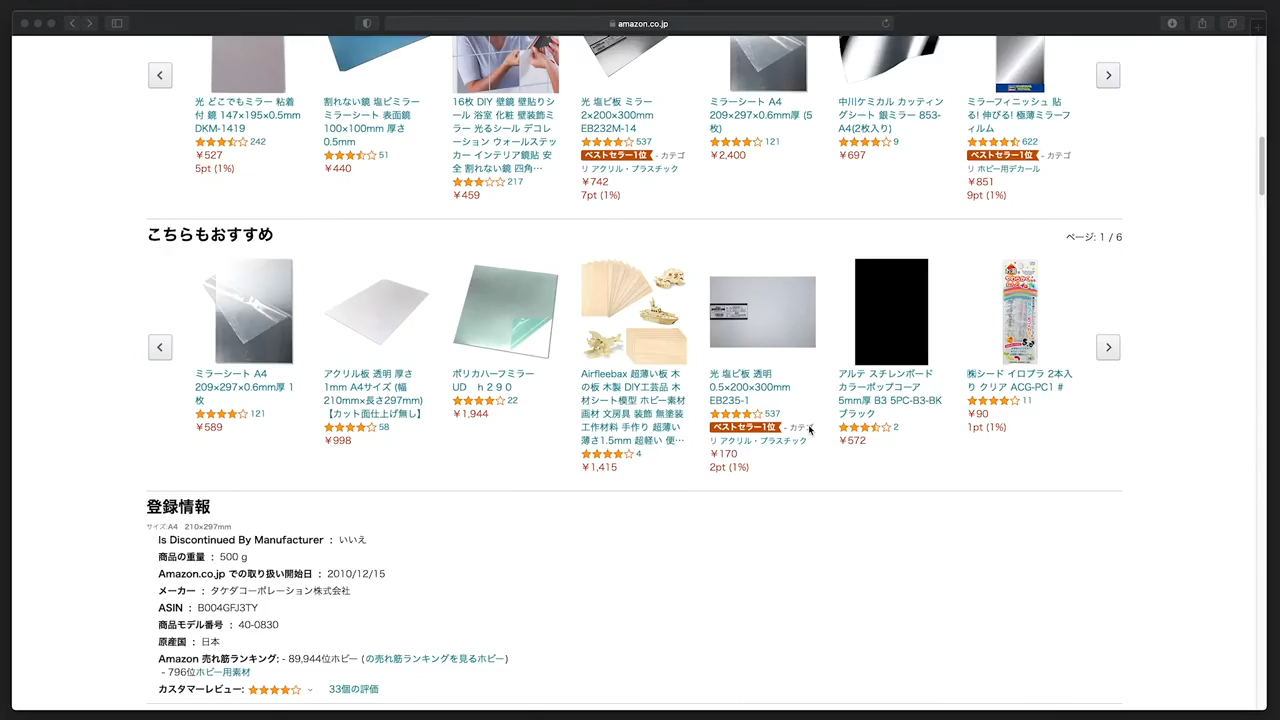 amazon.co.jp
光 どこでもミラー 粘着
付 鏡 147×195×0.5mm
DKM-1419
242
¥527
5pt (1%)
割れない鏡 塩ビミラー
ミラーシート 表面鏡
100×100mm 厚さ
0.5mm
51
¥440
16枚 DIY 壁鏡 壁貼りシ
ール 浴室 化粧 壁装飾ミ
ラー 光るシール デコレ
ーション ウォールステッ
カー インテリア鏡貼 安
全 割れない鏡 四角…
217
¥459
光 塩ビ板 ミラー
2×200×300mm
EB232M-14
537
ベストセラー1位 - カテゴ
リ アクリル・プラスチック
¥742
7pt (1%)
ミラーシート A4
209×297×0.6mm厚 (5
枚)
121
¥2,400
中川ケミカル カッティン
グシート 銀ミラー 853-
A4(2枚入り)
9
¥697
ミラーフィニッシュ 貼
る! 伸びる! 極薄ミラーフ
ィルム
622
ベストセラー1位 - カテゴ
リ ホビー用デカール
¥851
9pt (1%)
こちらもおすすめ
ページ: 1 / 6
ミラーシート A4
209×297×0.6mm厚 1
枚
121
¥589
アクリル板 透明 厚さ
1mm A4サイズ (幅
210mm×長さ297mm)
【カット面仕上げ無し】
58
¥998
ポリカハーフミラー
UD h２９０
22
¥1,944
Airfleebax 超薄い板 木
の板 木製 DIY工芸品 木
材シート模型 ホビー素材
画材 文房具 装飾 無塗装
工作材料 手作り 超薄い
薄さ1.5mm 超軽い 便…
4
¥1,415
光 塩ビ板 透明
0.5×200×300mm
EB235-1
537
ベストセラー1位 - カテゴ
リ アクリル・プラスチック
¥170
2pt (1%)
アルテ スチレンボード
カラーポップコーア
5mm厚 B3 5PC-B3-BK
ブラック
2
¥572
㈱シード イロプラ 2本入
り クリア ACG-PC1 #
11
¥90
1pt (1%)
登録情報
サイズ:A4 210×297mm
Is Discontinued By Manufacturer : いいえ
商品の重量 : 500 g
Amazon.co.jp での取り扱い開始日 : 2010/12/15
メーカー : タケダコーポレーション株式会社
ASIN : B004GFJ3TY
商品モデル番号 : 40-0830
原産国 : 日本
Amazon 売れ筋ランキング: - 89,944位ホビー (の売れ筋ランキングを見るホビー)
- 796位ホビー用素材
カスタマーレビュー: 33個の評価